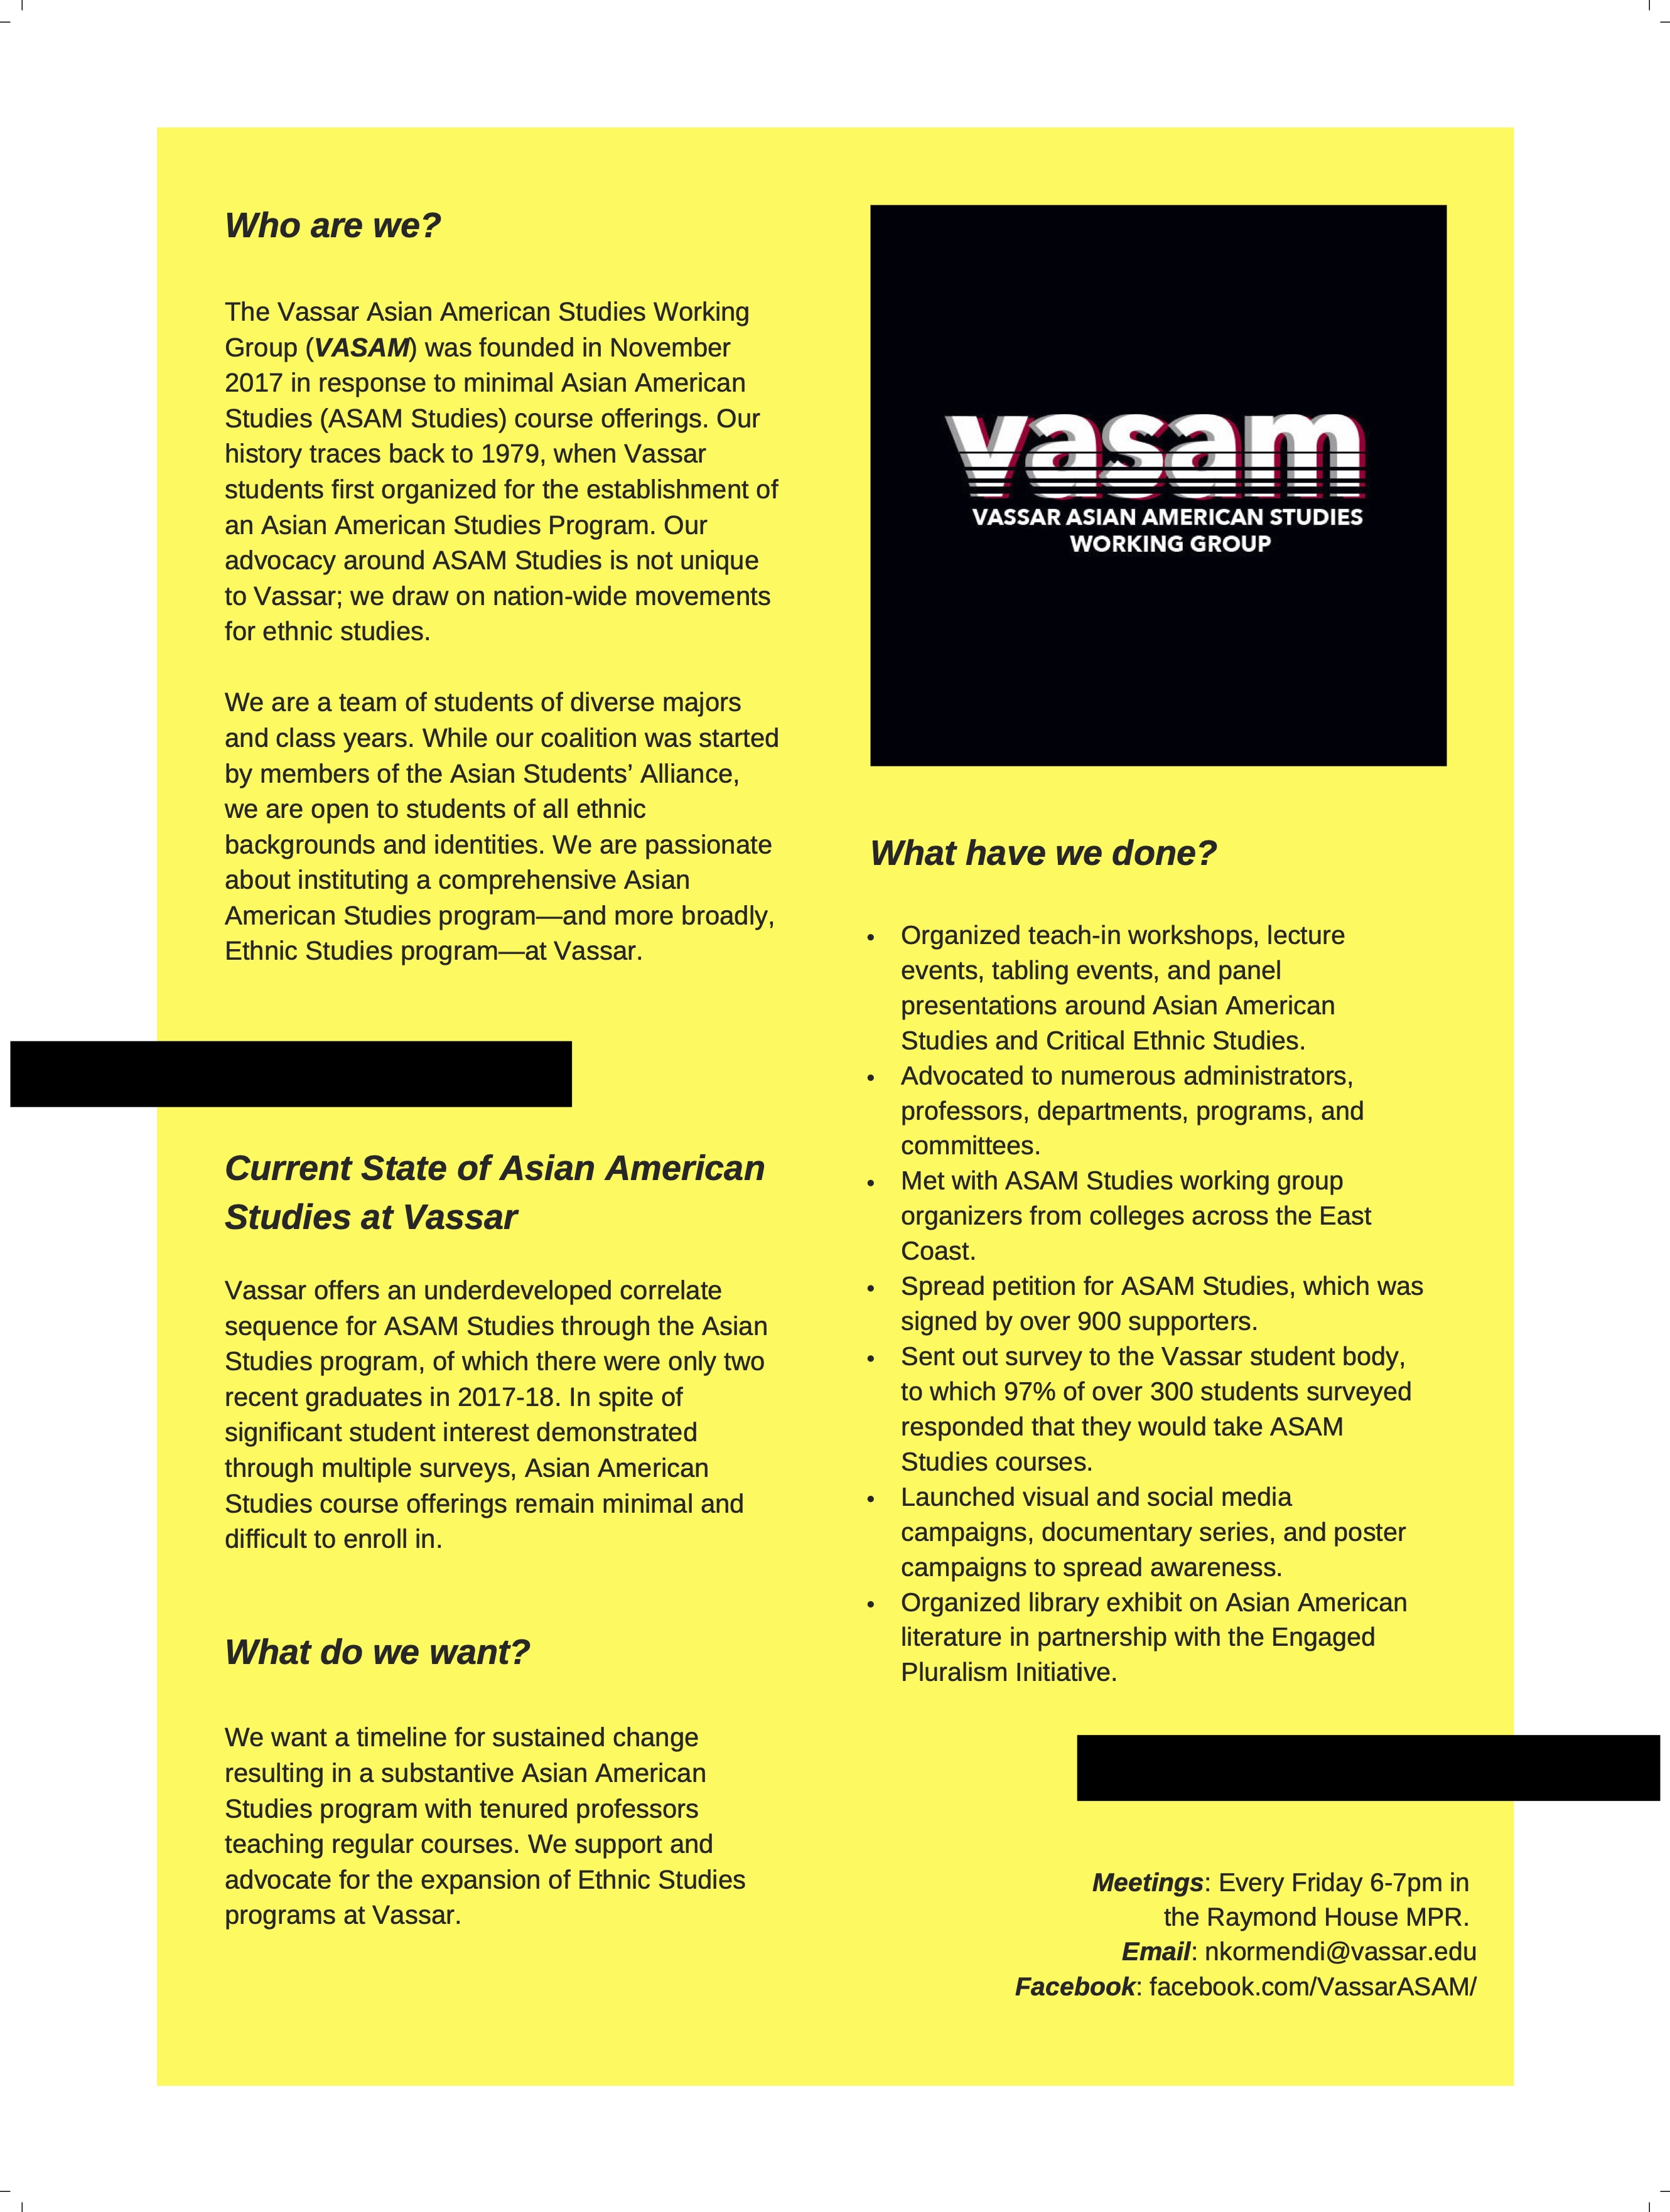 Who are we?
The Vassar Asian American Studies Working
Group (VASAM) was founded in November
2017 in response to minimal Asian American
Studies (ASAM Studies) course offerings. Our
history traces back to 1979, when Vassar
students first organized for the establishment of
an Asian American Studies Program. Our
advocacy around ASAM Studies is not unique
to Vassar; we draw on nation-wide movements
for ethnic studies.
We are a team of students of diverse majors
and class years. While our coalition was started
by members of the Asian Students’ Alliance,
we are open to students of all ethnic
backgrounds and identities. We are passionate
about instituting a comprehensive Asian
American Studies program—and more broadly,
Ethnic Studies program—at Vassar.
Current State of Asian American
Studies at Vassar
Vassar offers an underdeveloped correlate
sequence for ASAM Studies through the Asian
Studies program, of which there were only two
recent graduates in 2017-18. In spite of
significant student interest demonstrated
through multiple surveys, Asian American
Studies course offerings remain minimal and
difficult to enroll in.
What do we want?
We want a timeline for sustained change
resulting in a substantive Asian American
Studies program with tenured professors
teaching regular courses. We support and
advocate for the expansion of Ethnic Studies
programs at Vassar.
vasam
VASSAR ASIAN AMERICAN STUDIES
WORKING GROUP
What have we done?
• Organized teach-in workshops, lecture
events, tabling events, and panel
presentations around Asian American
Studies and Critical Ethnic Studies.
• Advocated to numerous administrators,
professors, departments, programs, and
committees.
• Met with ASAM Studies working group
organizers from colleges across the East
Coast.
• Spread petition for ASAM Studies, which was
signed by over 900 supporters.
• Sent out survey to the Vassar student body,
to which 97% of over 300 students surveyed
responded that they would take ASAM
Studies courses.
• Launched visual and social media
campaigns, documentary series, and poster
campaigns to spread awareness.
• Organized library exhibit on Asian American
literature in partnership with the Engaged
Pluralism Initiative.
Meetings: Every Friday 6-7pm in
the Raymond House MPR.
Email: nkormendi@vassar.edu
Facebook: facebook.com/VassarASAM/